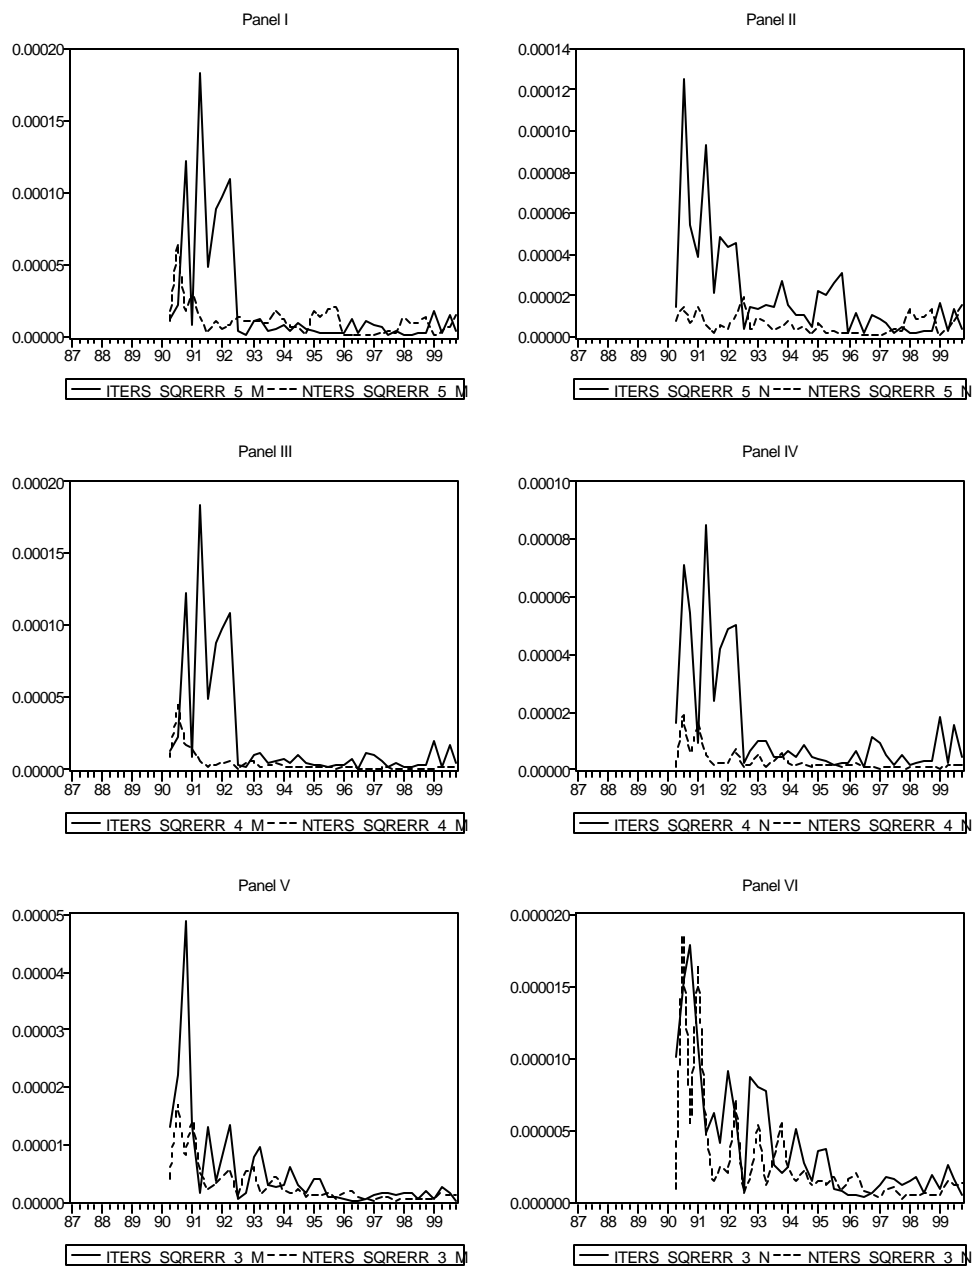 Panel I
0.00020
0.00015
0.00010
0.00005
0.00000
87 88 89 90 91 92 93 94 95 96 97 98 99
ITERS_SQRERR_5_M NTERS_SQRERR_5_M
Panel II
0.00014
0.00012
0.00010
0.00008
0.00006
0.00004
0.00002
0.00000
87 88 89 90 91 92 93 94 95 96 97 98 99
ITERS_SQRERR_5_N NTERS_SQRERR_5_N
Panel III
0.00020
0.00015
0.00010
0.00005
0.00000
87 88 89 90 91 92 93 94 95 96 97 98 99
ITERS_SQRERR_4_M NTERS_SQRERR_4_M
Panel IV
0.00010
0.00008
0.00006
0.00004
0.00002
0.00000
87 88 89 90 91 92 93 94 95 96 97 98 99
ITERS_SQRERR_4_N NTERS_SQRERR_4_N
Panel V
0.00005
0.00004
0.00003
0.00002
0.00001
0.00000
87 88 89 90 91 92 93 94 95 96 97 98 99
ITERS_SQRERR_3_M NTERS_SQRERR_3_M
Panel VI
0.000020
0.000015
0.000010
0.000005
0.000000
87 88 89 90 91 92 93 94 95 96 97 98 99
ITERS_SQRERR_3_N NTERS_SQRERR_3_N